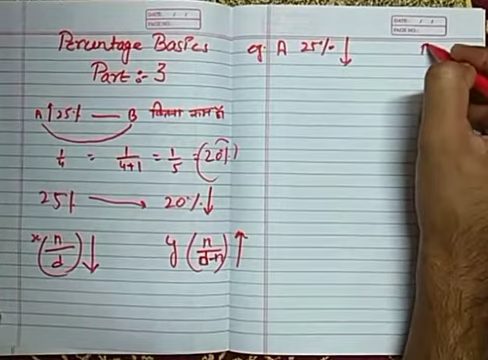 Percentage Basics
Part:- 3
A ↑ 25% — B कितना कम है
1/4 = 1/(4+1) = 1/5 = (20%)
25% → 20% ↓
x (n/d) ↓ y (n/(d-n)) ↑
eg: A 25% ↓
DATE: / /
PAGE NO.:
DATE: / /
PAGE NO.: